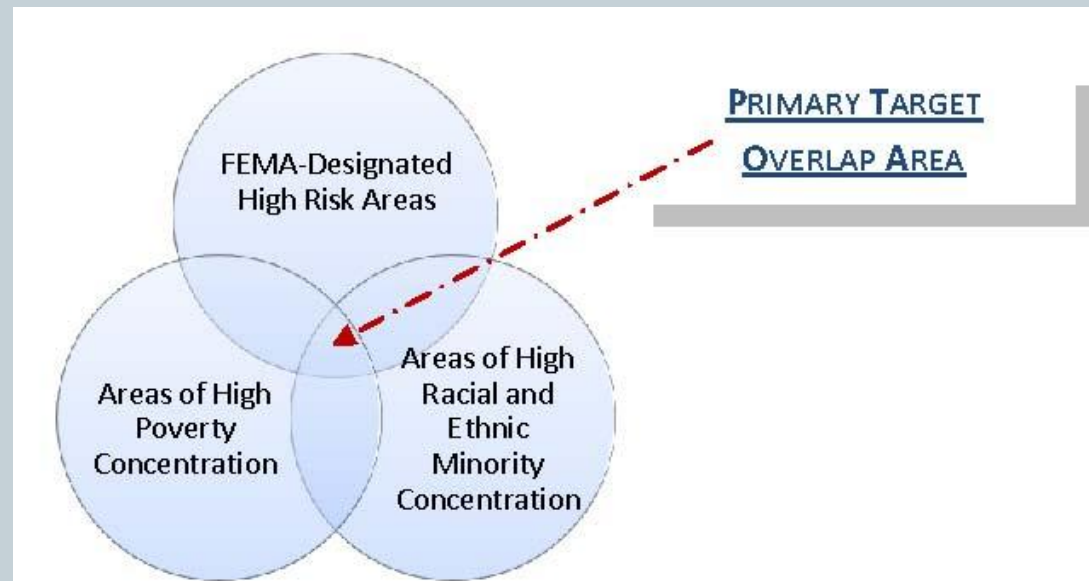 FEMA-Designated
High Risk Areas
PRIMARY TARGET
OVERLAP AREA
Areas of High
Poverty
Concentration
Areas of High
Racial and
Ethnic
Minority
Concentration